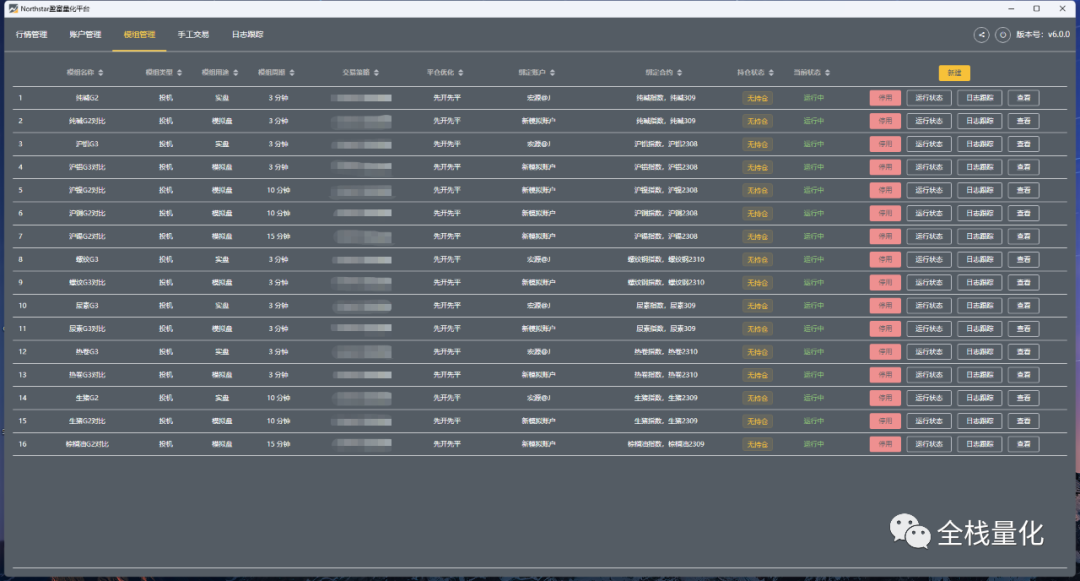 Northstar盈富量化平台
行情管理 账户管理 模组管理 手工交易 日志跟踪 版本号：v6.0.0
模组名称 模组类型 模组用途 模组周期 交易策略 平仓优化 绑定账户 绑定合约 持仓状态 当前状态 新建
1 纯碱G2 投机 实盘 3 分钟 先开先平 宏源@J 纯碱指数，纯碱309 无持仓 运行中 停用 运行状态 日志跟踪 查看
2 纯碱G2对比 投机 模拟盘 3 分钟 先开先平 新模拟账户 纯碱指数，纯碱309 无持仓 运行中 停用 运行状态 日志跟踪 查看
3 沪铝G3 投机 实盘 3 分钟 先开先平 宏源@J 沪铝指数，沪铝2308 无持仓 运行中 停用 运行状态 日志跟踪 查看
4 沪铝G3对比 投机 模拟盘 3 分钟 先开先平 新模拟账户 沪铝指数，沪铝2308 无持仓 运行中 停用 运行状态 日志跟踪 查看
5 沪银G2对比 投机 模拟盘 10 分钟 先开先平 新模拟账户 沪银指数，沪银2308 无持仓 运行中 停用 运行状态 日志跟踪 查看
6 沪铜G2对比 投机 模拟盘 10 分钟 先开先平 新模拟账户 沪铜指数，沪铜2308 无持仓 运行中 停用 运行状态 日志跟踪 查看
7 沪锡G2对比 投机 模拟盘 15 分钟 先开先平 新模拟账户 沪锡指数，沪锡2308 无持仓 运行中 停用 运行状态 日志跟踪 查看
8 螺纹G3 投机 实盘 3 分钟 先开先平 宏源@J 螺纹钢指数，螺纹钢2310 无持仓 运行中 停用 运行状态 日志跟踪 查看
9 螺纹G3对比 投机 模拟盘 3 分钟 先开先平 新模拟账户 螺纹钢指数，螺纹钢2310 无持仓 运行中 停用 运行状态 日志跟踪 查看
10 尿素G3 投机 实盘 3 分钟 先开先平 宏源@J 尿素指数，尿素309 无持仓 运行中 停用 运行状态 日志跟踪 查看
11 尿素G3对比 投机 模拟盘 3 分钟 先开先平 新模拟账户 尿素指数，尿素309 无持仓 运行中 停用 运行状态 日志跟踪 查看
12 热卷G3 投机 实盘 3 分钟 先开先平 宏源@J 热卷指数，热卷2310 无持仓 运行中 停用 运行状态 日志跟踪 查看
13 热卷G3对比 投机 模拟盘 3 分钟 先开先平 新模拟账户 热卷指数，热卷2310 无持仓 运行中 停用 运行状态 日志跟踪 查看
14 生猪G2 投机 实盘 10 分钟 先开先平 宏源@J 生猪指数，生猪2309 无持仓 运行中 停用 运行状态 日志跟踪 查看
15 生猪G2对比 投机 模拟盘 10 分钟 先开先平 新模拟账户 生猪指数，生猪2309 无持仓 运行中 停用 运行状态 日志跟踪 查看
16 棕榈油G2对比 投机 模拟盘 15 分钟 先开先平 新模拟账户 棕榈油指数，棕榈油2309 无持仓 运行中 停用 运行状态 日志跟踪 查看
全栈量化